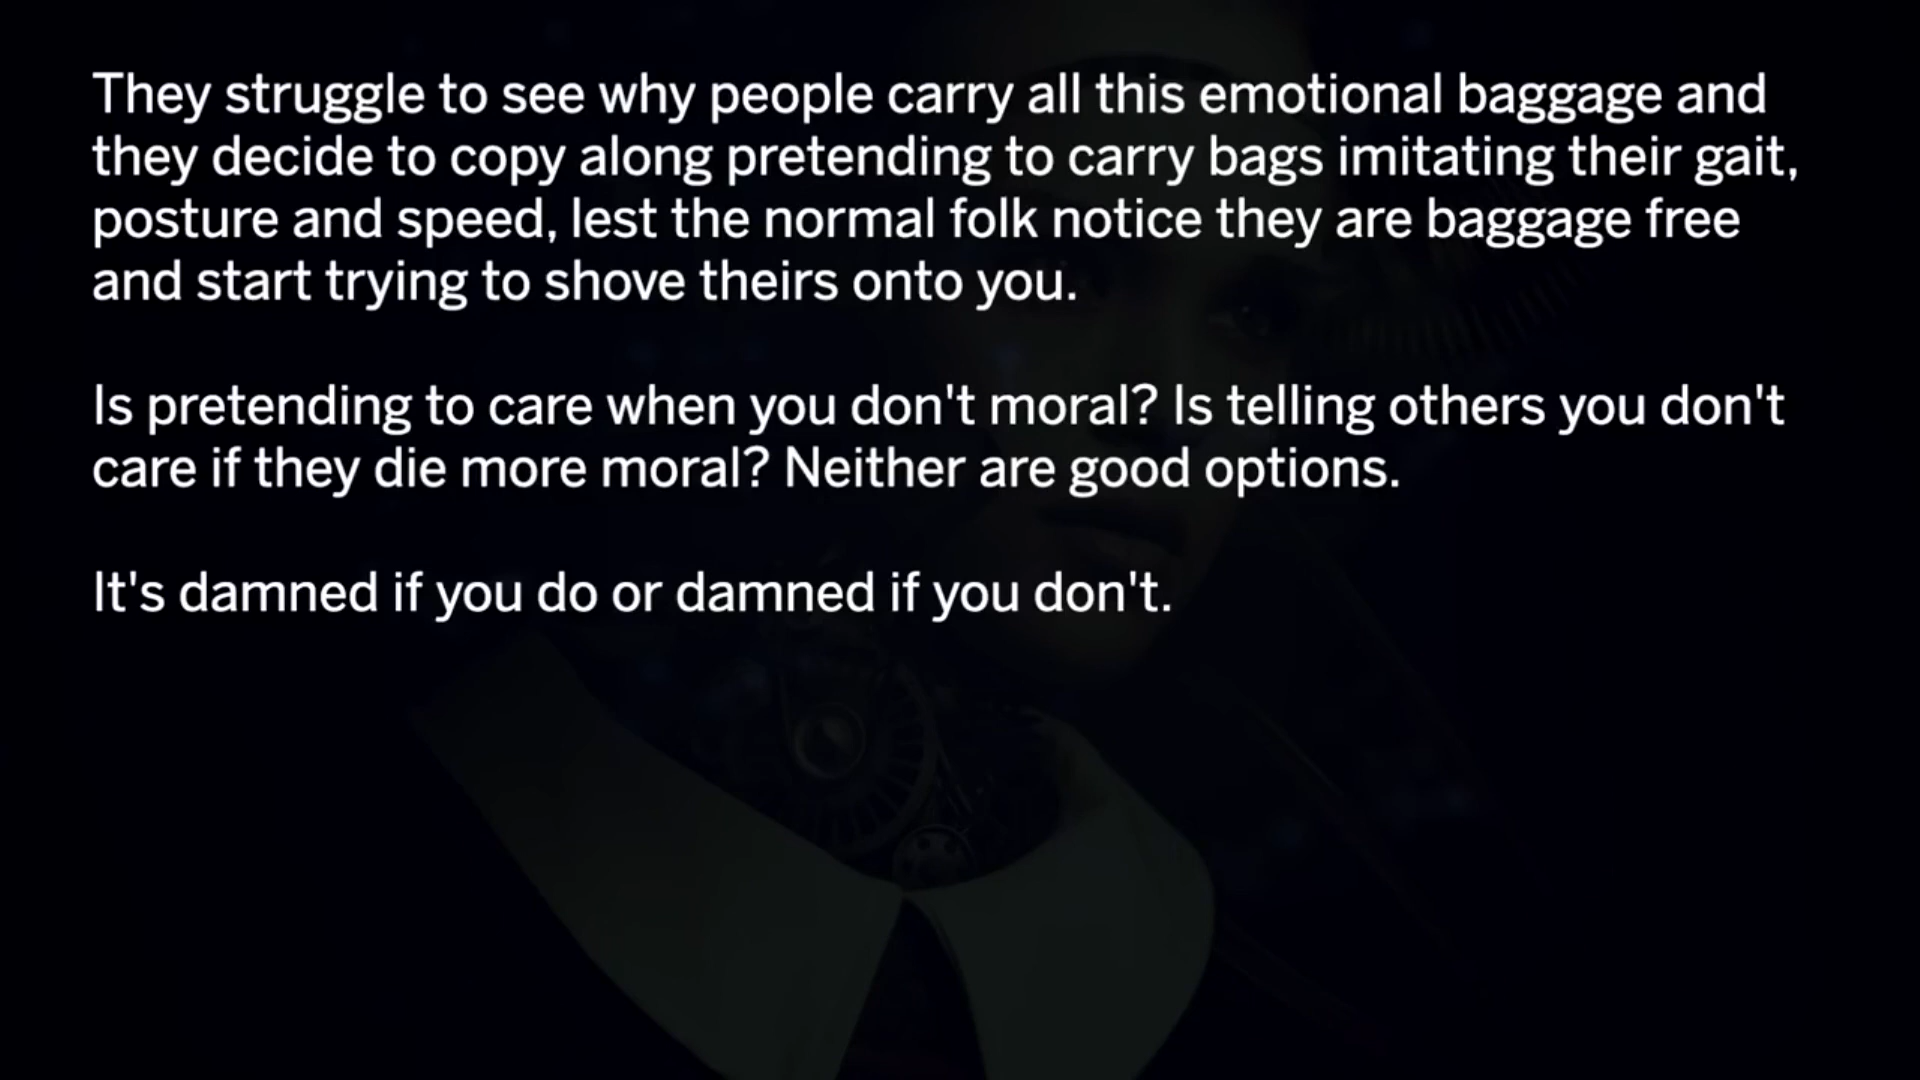 They struggle to see why people carry all this emotional baggage and
they decide to copy along pretending to carry bags imitating their gait,
posture and speed, lest the normal folk notice they are baggage free
and start trying to shove theirs onto you.
Is pretending to care when you don't moral? Is telling others you don't
care if they die more moral? Neither are good options.
It's damned if you do or damned if you don't.